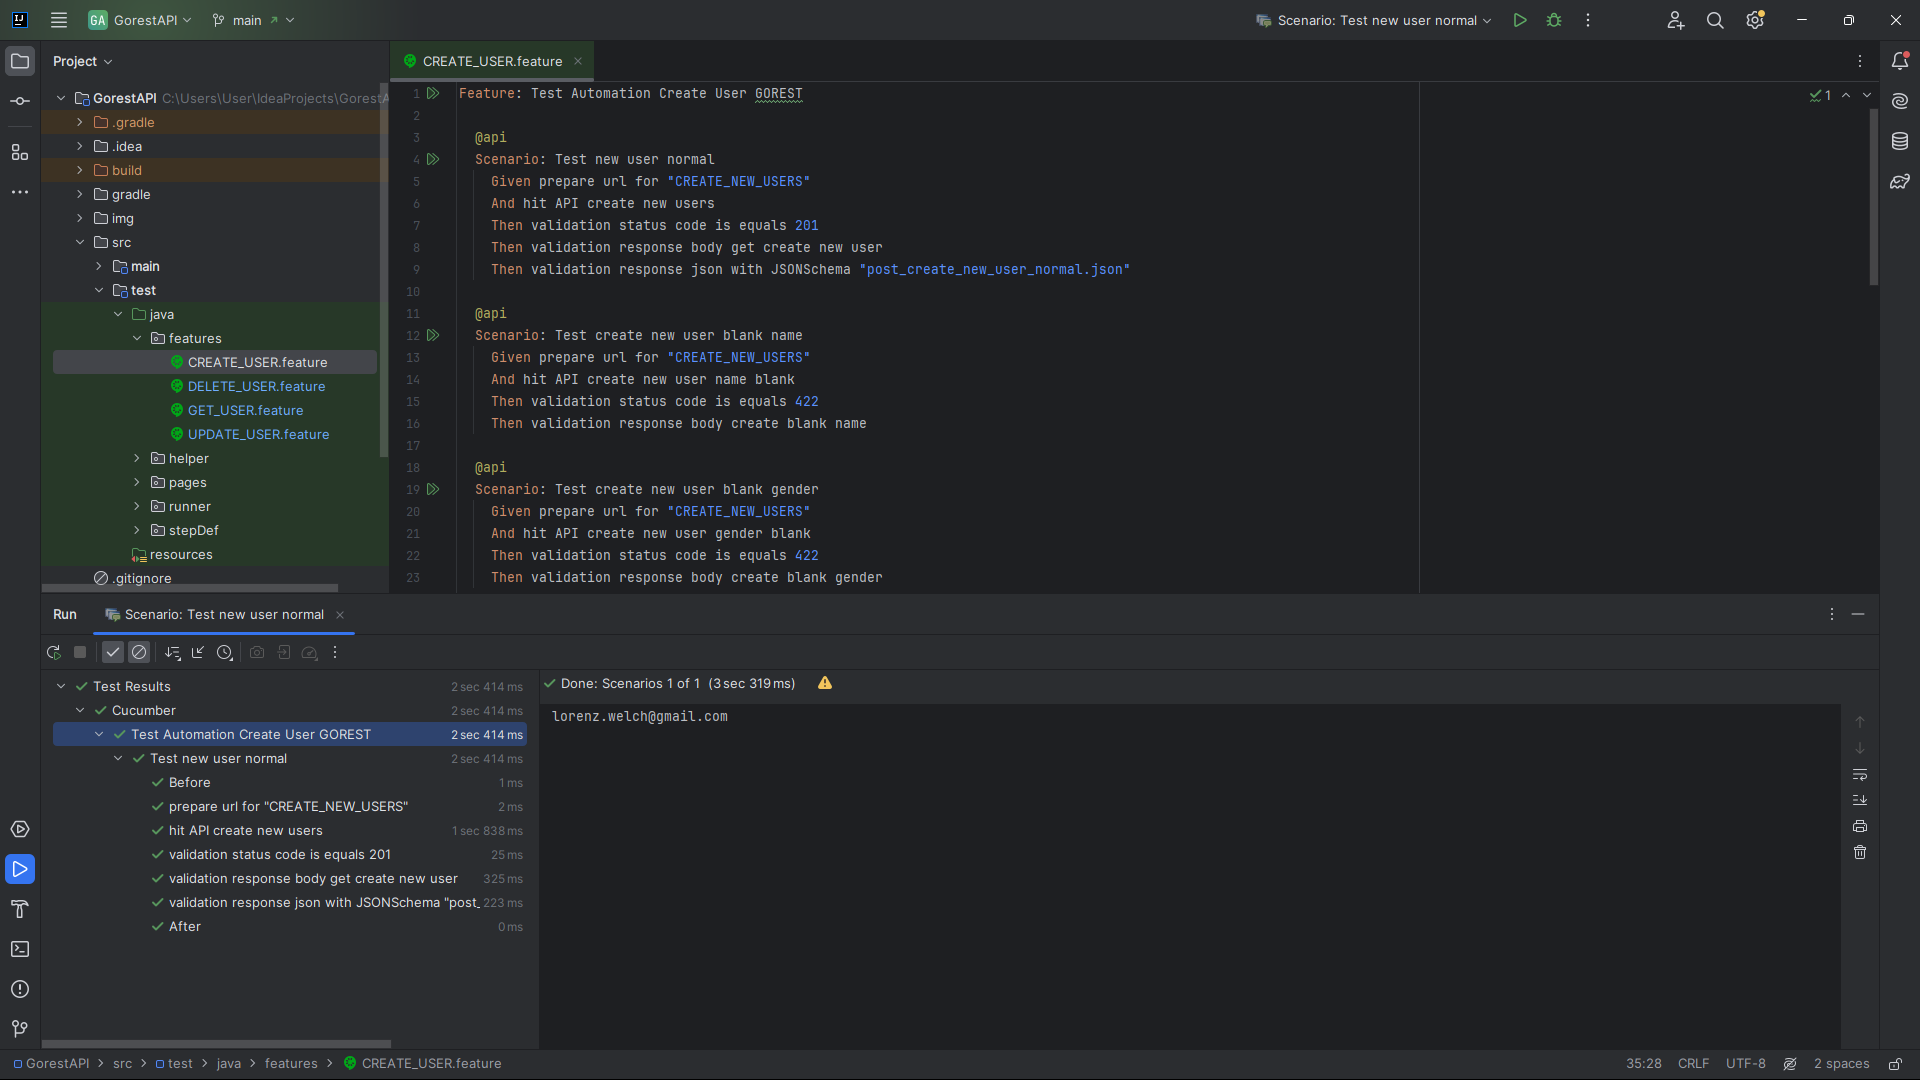 GA GorestAPI main
Scenario: Test new user normal
Project
CREATE_USER.feature
GorestAPI C:\Users\User\IdeaProjects\GorestA
.gradle
.idea
build
gradle
img
src
main
test
java
features
CREATE_USER.feature
DELETE_USER.feature
GET_USER.feature
UPDATE_USER.feature
helper
pages
runner
stepDef
resources
.gitignore
1 Feature: Test Automation Create User GOREST
2
3 @api
4 Scenario: Test new user normal
5 Given prepare url for "CREATE_NEW_USERS"
6 And hit API create new users
7 Then validation status code is equals 201
8 Then validation response body get create new user
9 Then validation response json with JSONSchema "post_create_new_user_normal.json"
10
11 @api
12 Scenario: Test create new user blank name
13 Given prepare url for "CREATE_NEW_USERS"
14 And hit API create new user name blank
15 Then validation status code is equals 422
16 Then validation response body create blank name
17
18 @api
19 Scenario: Test create new user blank gender
20 Given prepare url for "CREATE_NEW_USERS"
21 And hit API create new user gender blank
22 Then validation status code is equals 422
23 Then validation response body create blank gender
1
Run Scenario: Test new user normal
Test Results 2 sec 414 ms
Cucumber 2 sec 414 ms
Test Automation Create User GOREST 2 sec 414 ms
Test new user normal 2 sec 414 ms
Before 1 ms
prepare url for "CREATE_NEW_USERS" 2 ms
hit API create new users 1 sec 838 ms
validation status code is equals 201 25 ms
validation response body get create new user 325 ms
validation response json with JSONSchema "post_ 223 ms
After 0 ms
Done: Scenarios 1 of 1 (3 sec 319 ms)
lorenz.welch@gmail.com
GorestAPI > src > test > java > features > CREATE_USER.feature
35:28 CRLF UTF-8 2 spaces